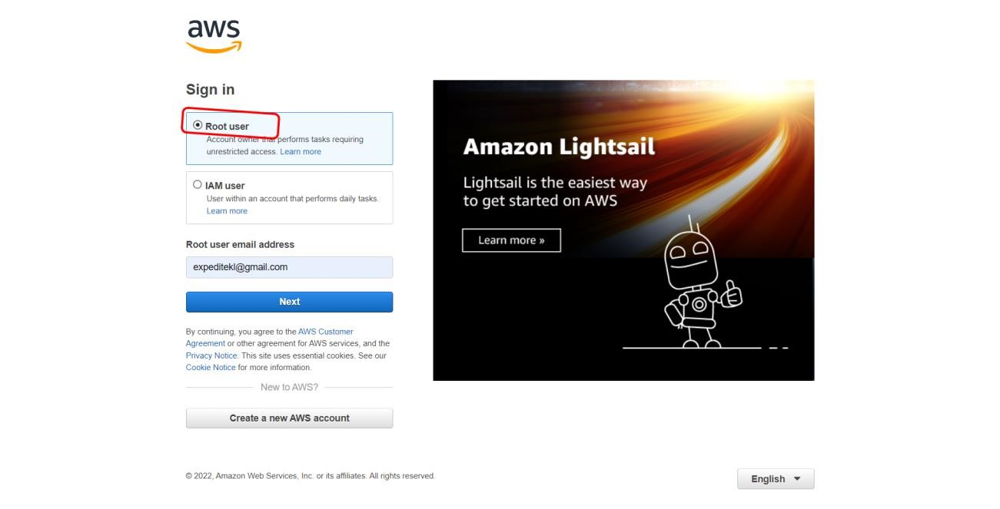 aws
Sign in
Root user
Account owner that performs tasks requiring
unrestricted access. Learn more
IAM user
User within an account that performs daily tasks.
Learn more
Root user email address
expeditekl@gmail.com
Next
By continuing, you agree to the AWS Customer
Agreement or other agreement for AWS services, and the
Privacy Notice. This site uses essential cookies. See our
Cookie Notice for more information.
New to AWS?
Create a new AWS account
Amazon Lightsail
Lightsail is the easiest way
to get started on AWS
Learn more »
© 2022, Amazon Web Services, Inc. or its affiliates. All rights reserved.
English